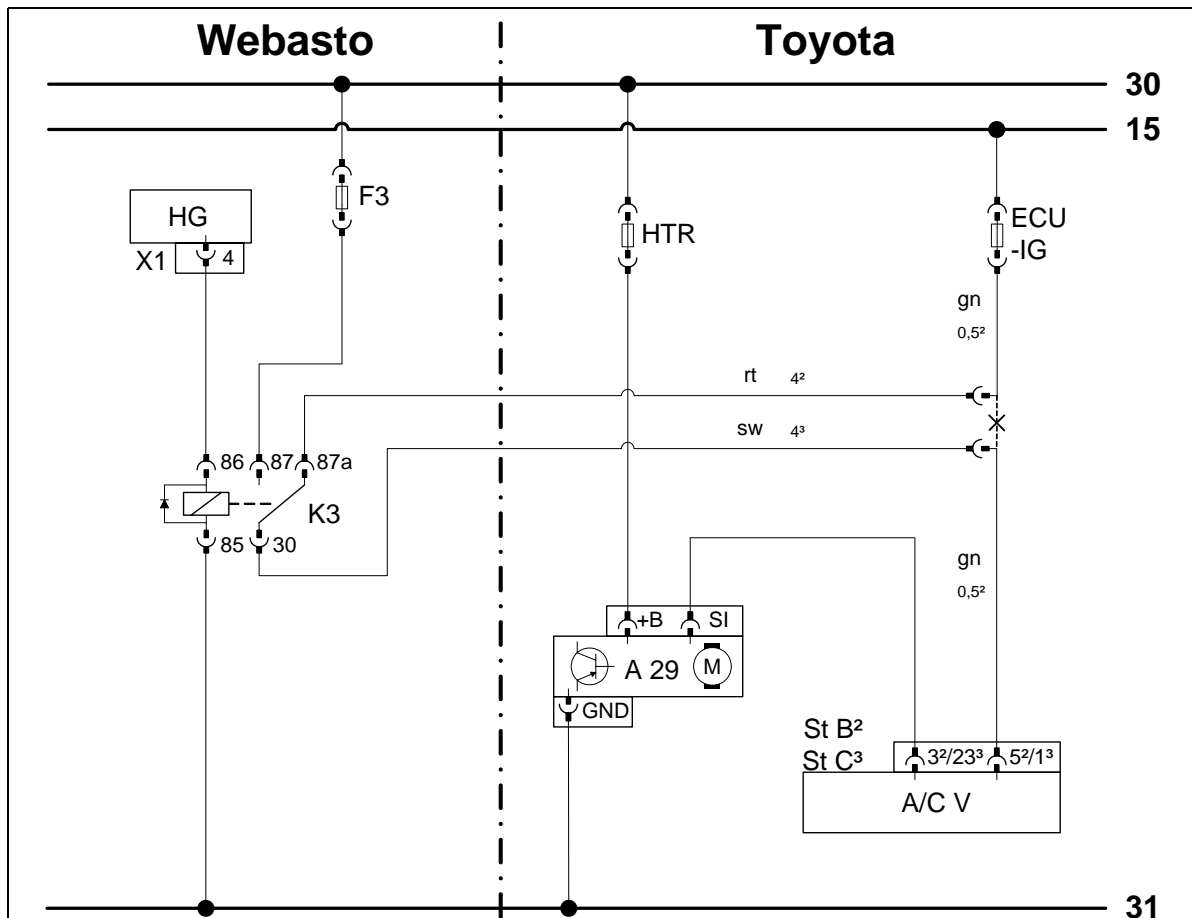 Webasto
Toyota
30
15
F3
HG
X1
4
HTR
ECU
-IG
gn
0,5²
rt 4²
sw 4³
86
87
87a
K3
85
30
gn
0,5²
+B
SI
A 29
M
GND
St B²
St C³
3²/23³
5²/1³
A/C V
31